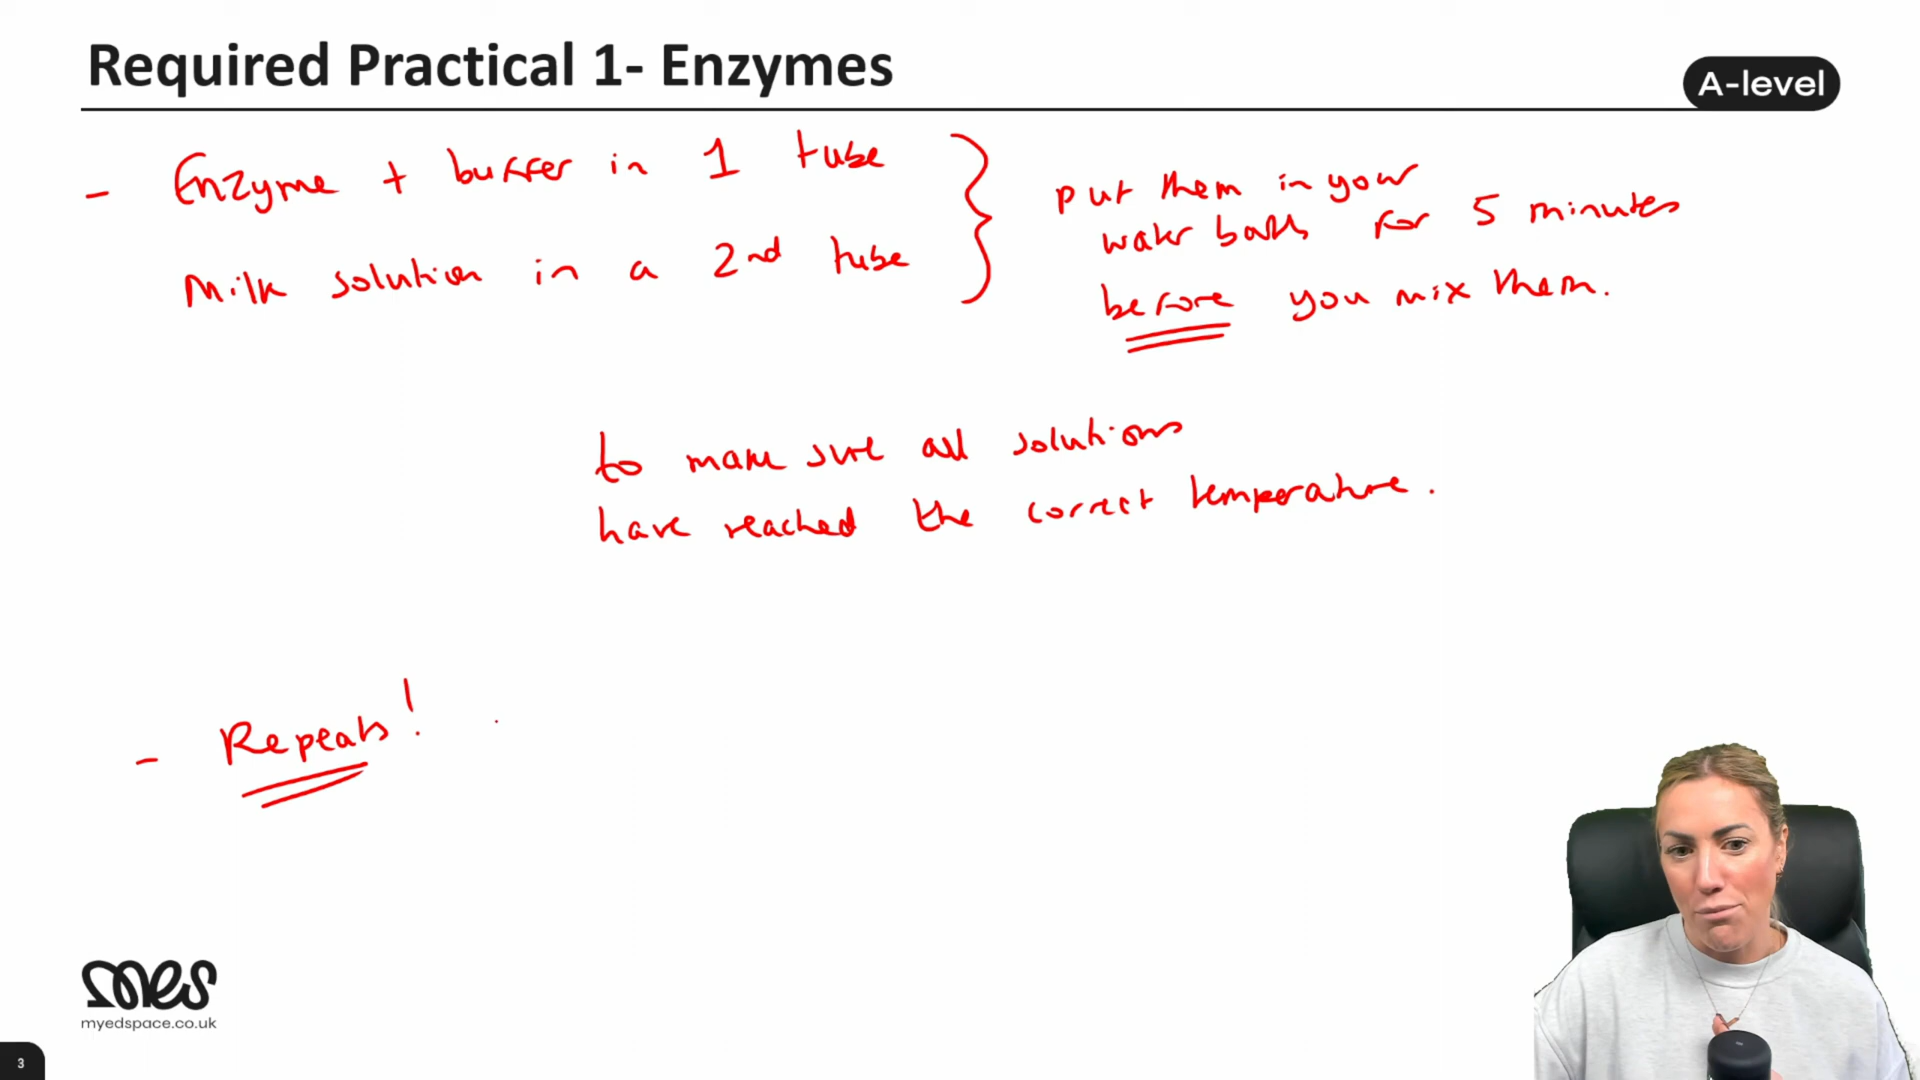 Required Practical 1- Enzymes
A-level
- Enzyme + buffer in 1 tube
Milk solution in a 2nd tube
put them in your
water baths for 5 minutes
before you mix them.
to make sure all solutions
have reached the correct temperature.
- Repeats!
mes
myedspace.co.uk
3